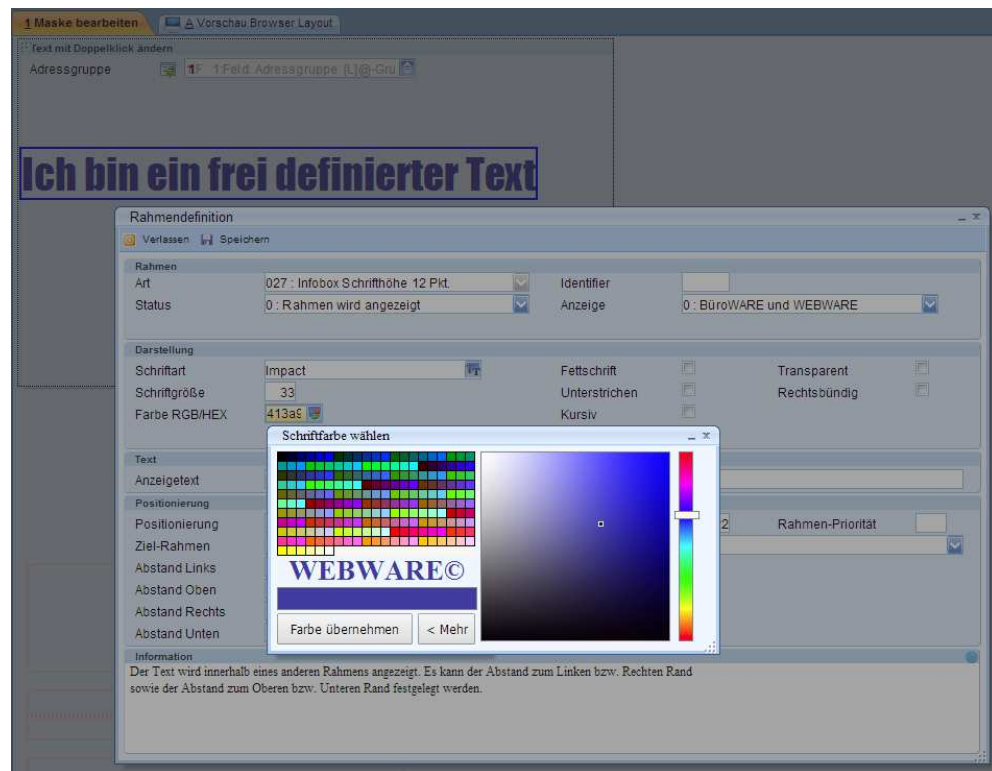 1 Maske bearbeiten A Vorschau Browser Layout
Text mit Doppelklick ändern
Adressgruppe 1F 1:Feld: Adressgruppe [L]@-Gru
Ich bin ein frei definierter Text
Rahmendefinition
Verlassen Speichern
Rahmen
Art 027 : Infobox Schrifthöhe 12 Pkt. Identifier
Status 0 : Rahmen wird angezeigt Anzeige 0 : BüroWARE und WEBWARE
Darstellung
Schriftart Impact Fettschrift Transparent
Schriftgröße 33 Unterstrichen Rechtsbündig
Farbe RGB/HEX 413a9 Kursiv
Schriftfarbe wählen
Text
Anzeigetext
Positionierung
Positionierung 2 Rahmen-Priorität
Ziel-Rahmen
Abstand Links
WEBWARE©
Abstand Oben
Abstand Rechts
Abstand Unten
Farbe übernehmen < Mehr
Information
Der Text wird innerhalb eines anderen Rahmens angezeigt. Es kann der Abstand zum Linken bzw. Rechten Rand
sowie der Abstand zum Oberen bzw. Unteren Rand festgelegt werden.